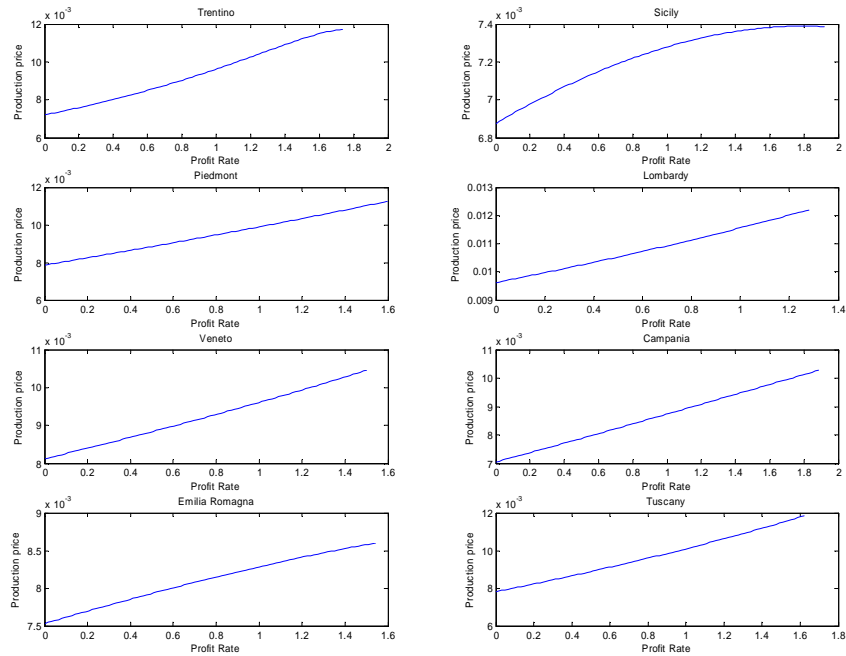 x 10^-3
Trentino
Production price
12
10
8
6
0 0.2 0.4 0.6 0.8 1 1.2 1.4 1.6 1.8 2
Profit Rate
x 10^-3
Sicily
Production price
7.4
7.2
7
6.8
0 0.2 0.4 0.6 0.8 1 1.2 1.4 1.6 1.8 2
Profit Rate
x 10^-3
Piedmont
Production price
12
10
8
6
0 0.2 0.4 0.6 0.8 1 1.2 1.4 1.6
Profit Rate
Lombardy
Production price
0.013
0.012
0.011
0.01
0.009
0 0.2 0.4 0.6 0.8 1 1.2 1.4
Profit Rate
x 10^-3
Veneto
Production price
11
10
9
8
0 0.2 0.4 0.6 0.8 1 1.2 1.4 1.6
Profit Rate
x 10^-3
Campania
Production price
11
10
9
8
7
0 0.2 0.4 0.6 0.8 1 1.2 1.4 1.6 1.8 2
Profit Rate
x 10^-3
Emilia Romagna
Production price
9
8.5
8
7.5
0 0.2 0.4 0.6 0.8 1 1.2 1.4 1.6
Profit Rate
x 10^-3
Tuscany
Production price
12
10
8
6
0 0.2 0.4 0.6 0.8 1 1.2 1.4 1.6 1.8
Profit Rate